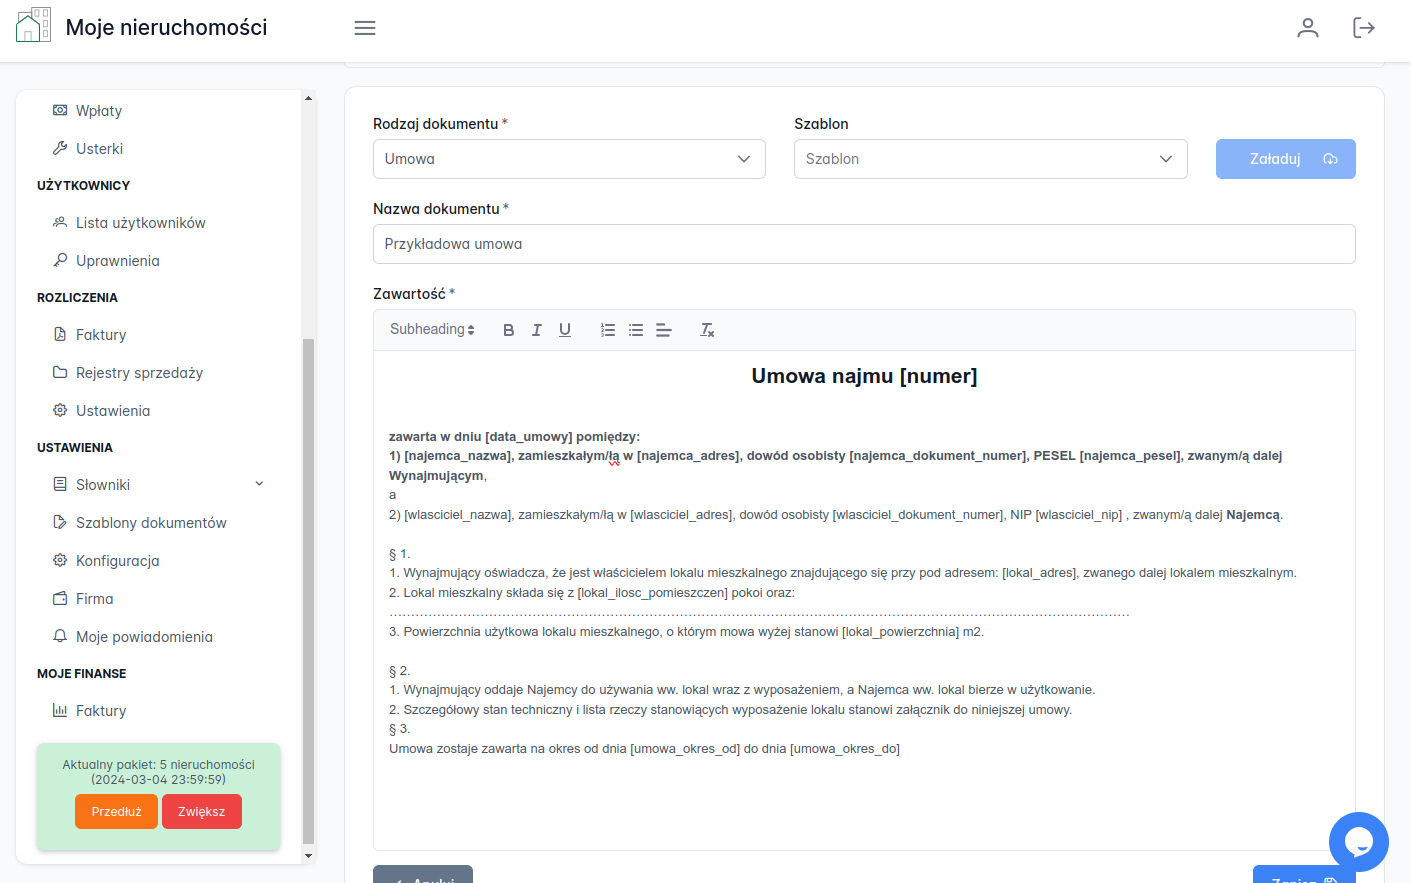 Moje nieruchomości
Wpłaty
Usterki
UŻYTKOWNICY
Lista użytkowników
Uprawnienia
ROZLICZENIA
Faktury
Rejestry sprzedaży
Ustawienia
USTAWIENIA
Słowniki
Szablony dokumentów
Konfiguracja
Firma
Moje powiadomienia
MOJE FINANSE
Faktury
Aktualny pakiet: 5 nieruchomości
(2024-03-04 23:59:59)
Przedłuż
Zwiększ
Rodzaj dokumentu *
Umowa
Szablon
Szablon
Załaduj
Nazwa dokumentu *
Przykładowa umowa
Zawartość *
Subheading
Umowa najmu [numer]
zawarta w dniu [data_umowy] pomiędzy:
1) [najemca_nazwa], zamieszkałym/łą w [najemca_adres], dowód osobisty [najemca_dokument_numer], PESEL [najemca_pesel], zwanym/ą dalej
Wynajmującym,
a
2) [wlasciciel_nazwa], zamieszkałym/łą w [wlasciciel_adres], dowód osobisty [wlasciciel_dokument_numer], NIP [wlasciciel_nip] , zwanym/ą dalej Najemcą.
§ 1.
1. Wynajmujący oświadcza, że jest właścicielem lokalu mieszkalnego znajdującego się przy pod adresem: [lokal_adres], zwanego dalej lokalem mieszkalnym.
2. Lokal mieszkalny składa się z [lokal_ilosc_pomieszczen] pokoi oraz:
………………………………………………………………………………………………………………………………………………………
3. Powierzchnia użytkowa lokalu mieszkalnego, o którym mowa wyżej stanowi [lokal_powierzchnia] m2.
§ 2.
1. Wynajmujący oddaje Najemcy do używania ww. lokal wraz z wyposażeniem, a Najemca ww. lokal bierze w użytkowanie.
2. Szczegółowy stan techniczny i lista rzeczy stanowiących wyposażenie lokalu stanowi załącznik do niniejszej umowy.
§ 3.
Umowa zostaje zawarta na okres od dnia [umowa_okres_od] do dnia [umowa_okres_do]
Anuluj
Zapisz